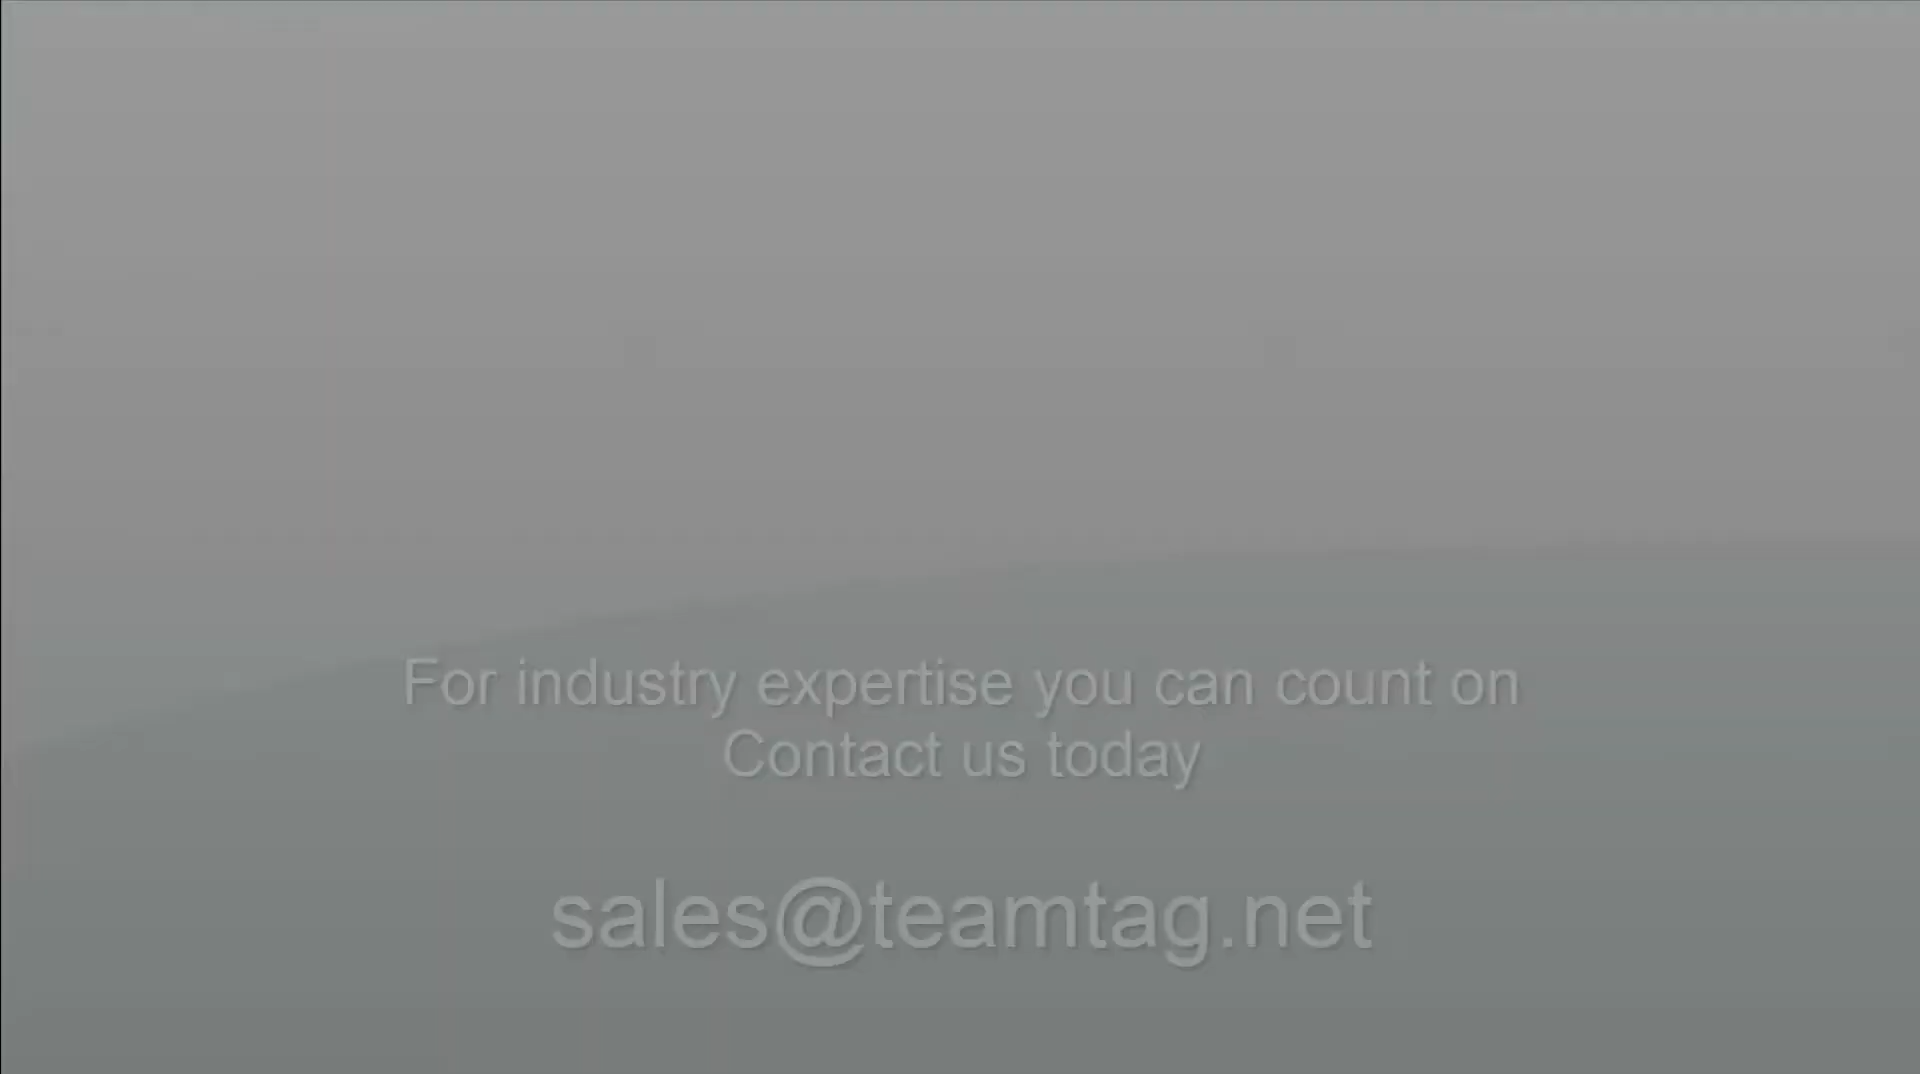 For industry expertise you can count on
Contact us today
sales@teamtag.net